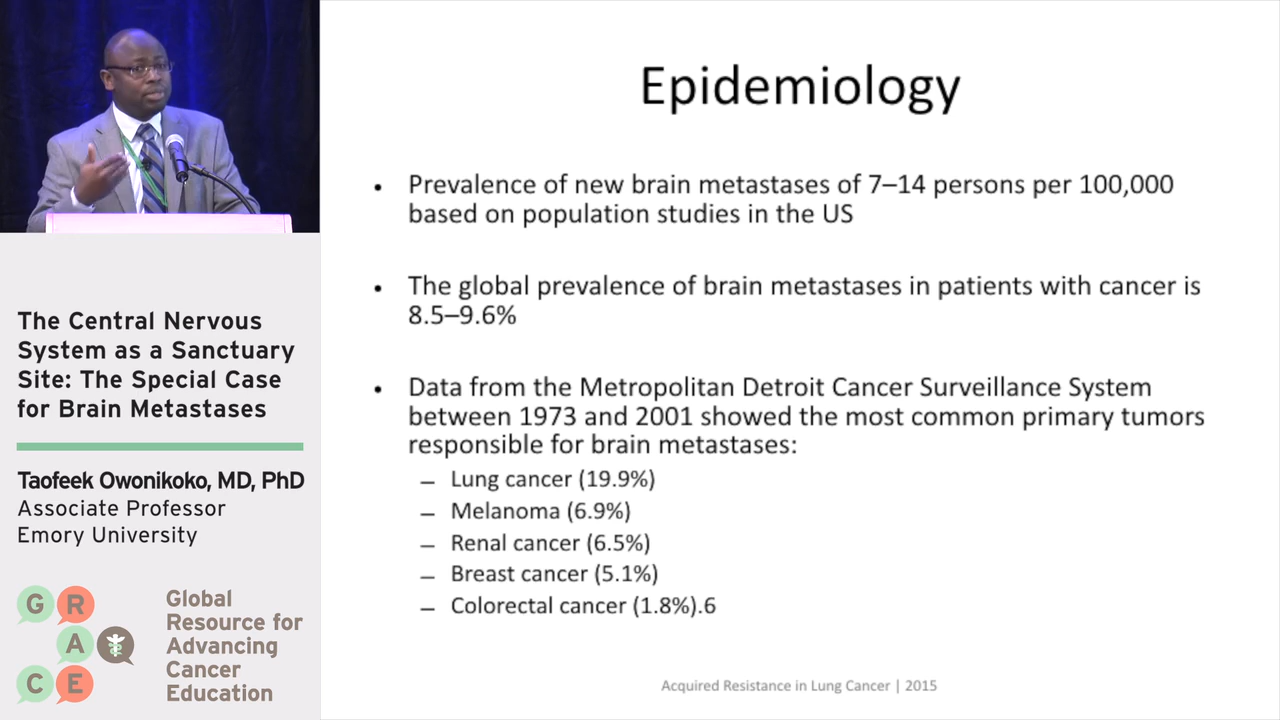 Epidemiology
• Prevalence of new brain metastases of 7–14 persons per 100,000
based on population studies in the US
• The global prevalence of brain metastases in patients with cancer is
8.5–9.6%
• Data from the Metropolitan Detroit Cancer Surveillance System
between 1973 and 2001 showed the most common primary tumors
responsible for brain metastases:
– Lung cancer (19.9%)
– Melanoma (6.9%)
– Renal cancer (6.5%)
– Breast cancer (5.1%)
– Colorectal cancer (1.8%).6
Acquired Resistance in Lung Cancer | 2015
The Central Nervous
System as a Sanctuary
Site: The Special Case
for Brain Metastases
Taofeek Owonikoko, MD, PhD
Associate Professor
Emory University
G R
A
C E
Global
Resource for
Advancing
Cancer
Education